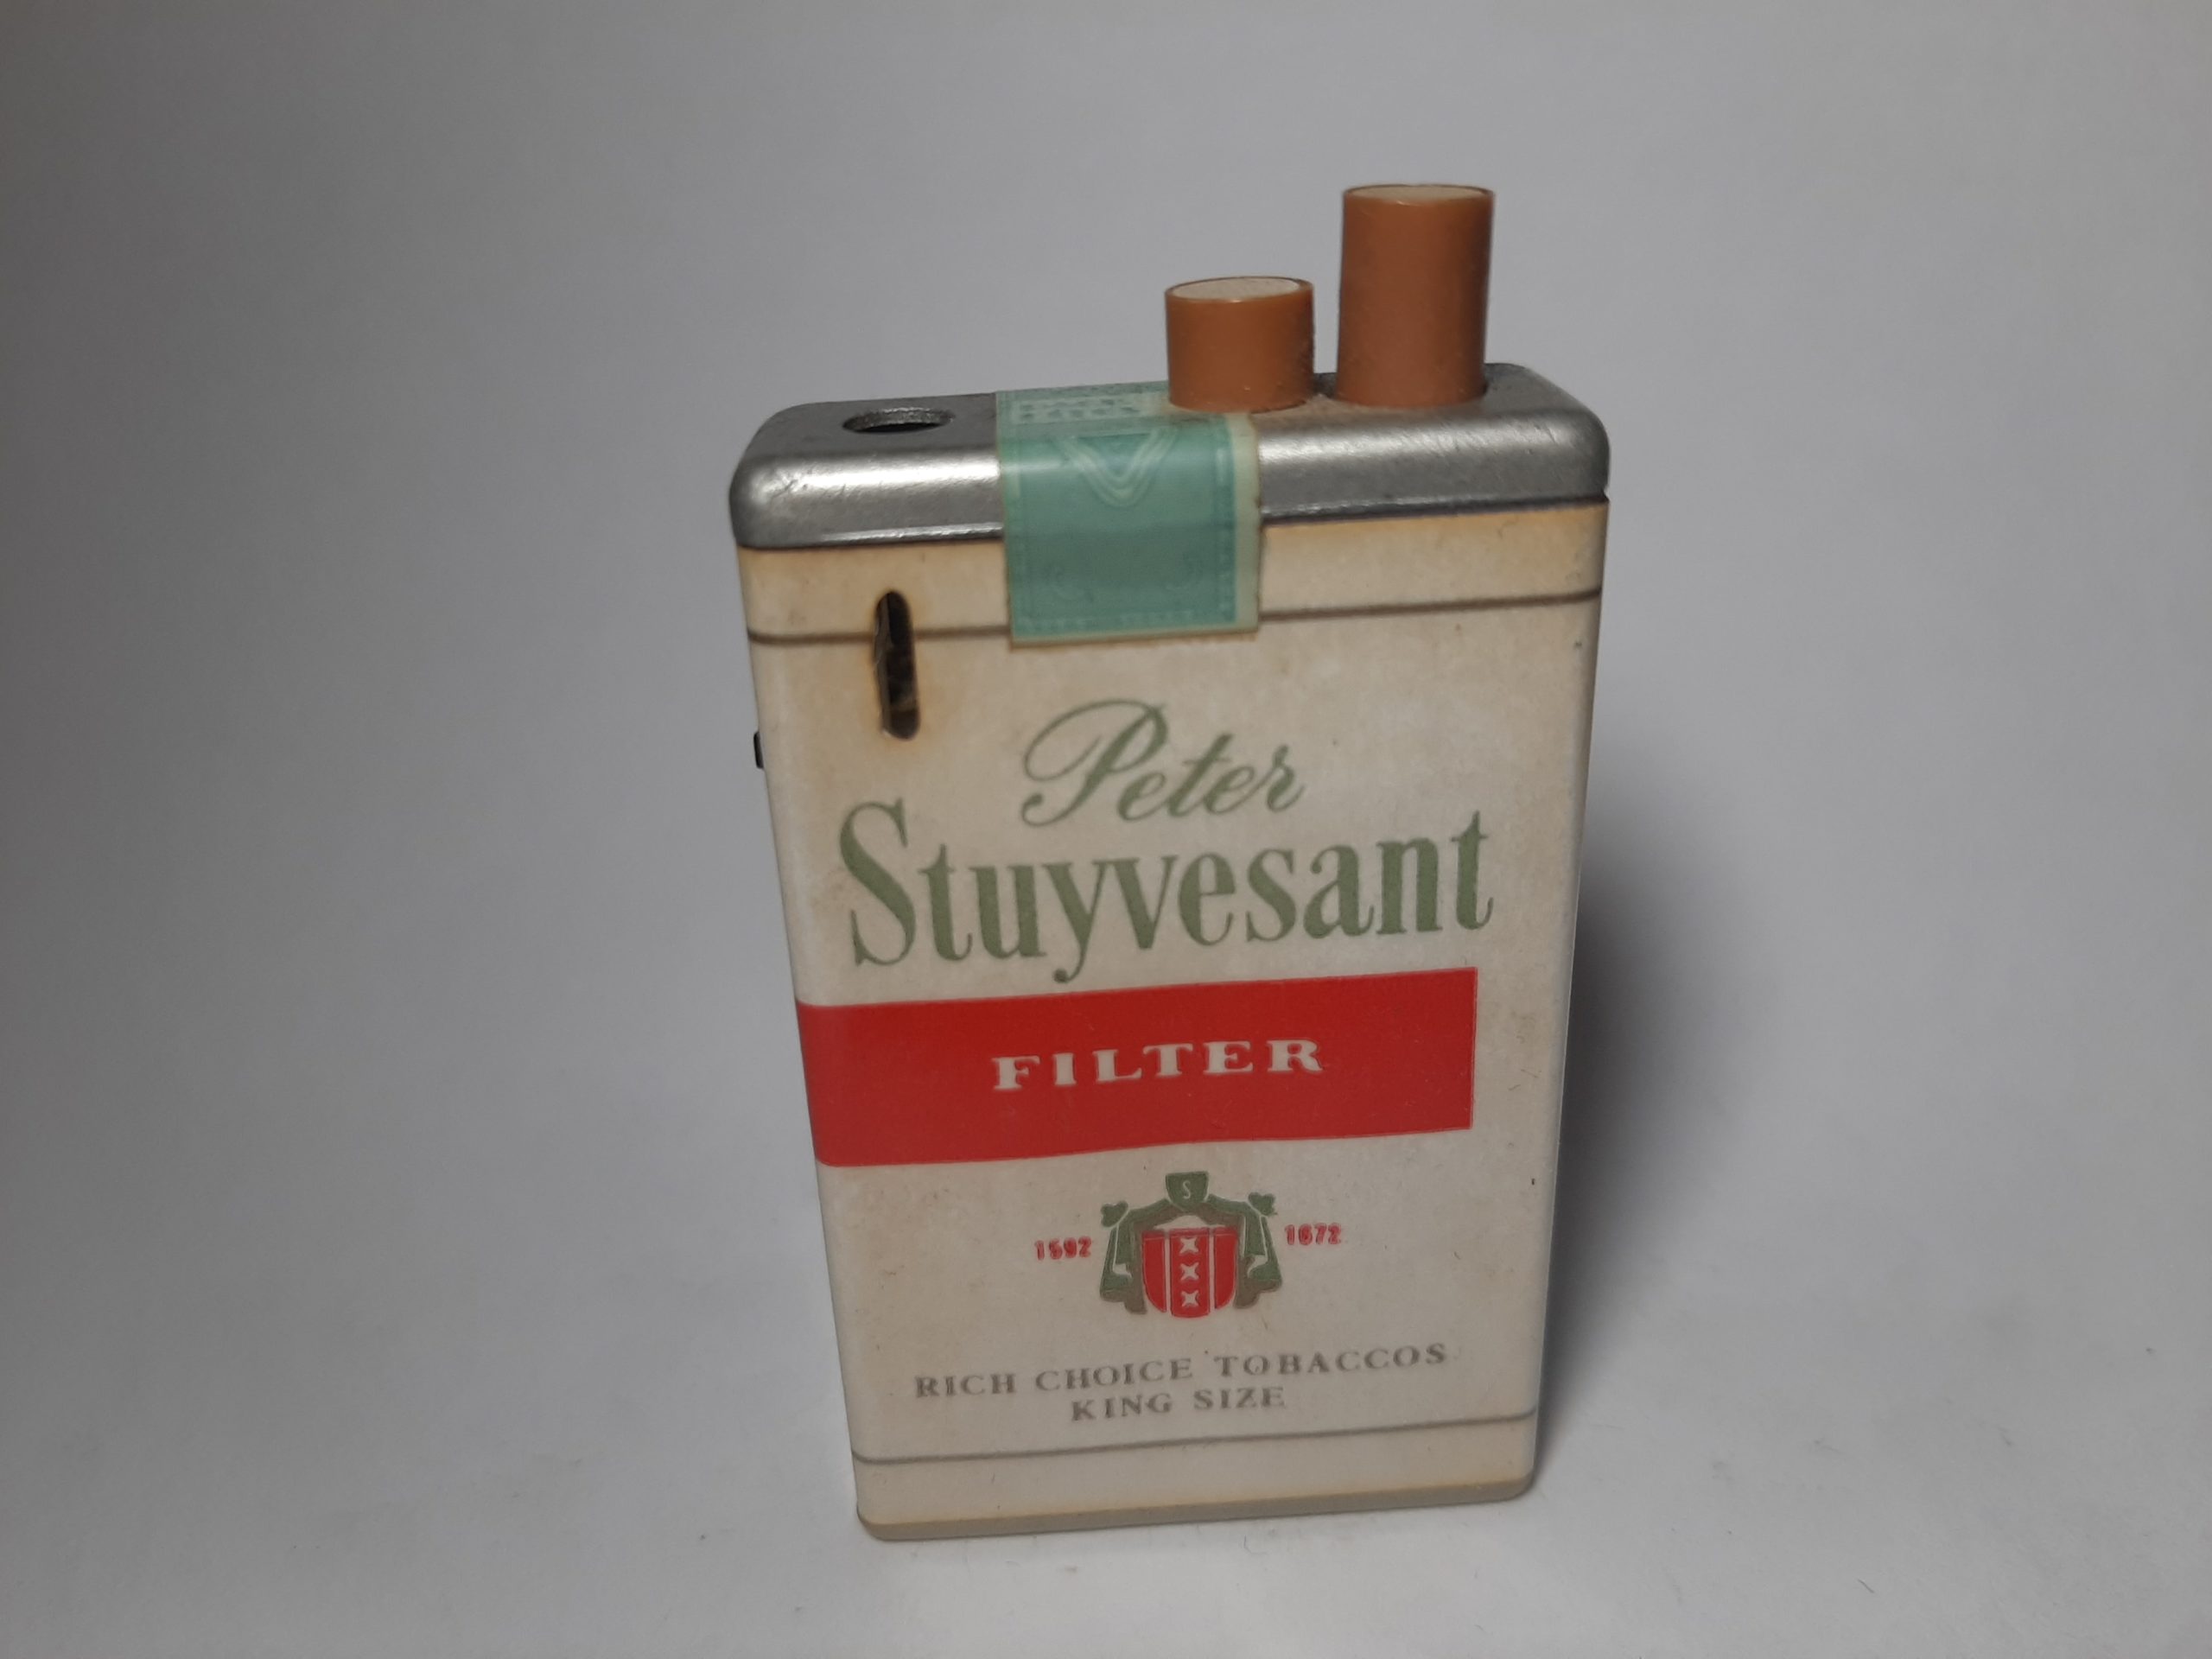 Peter
Stuyvesant
FILTER
S
1592 1672
RICH CHOICE TOBACCOS
KING SIZE